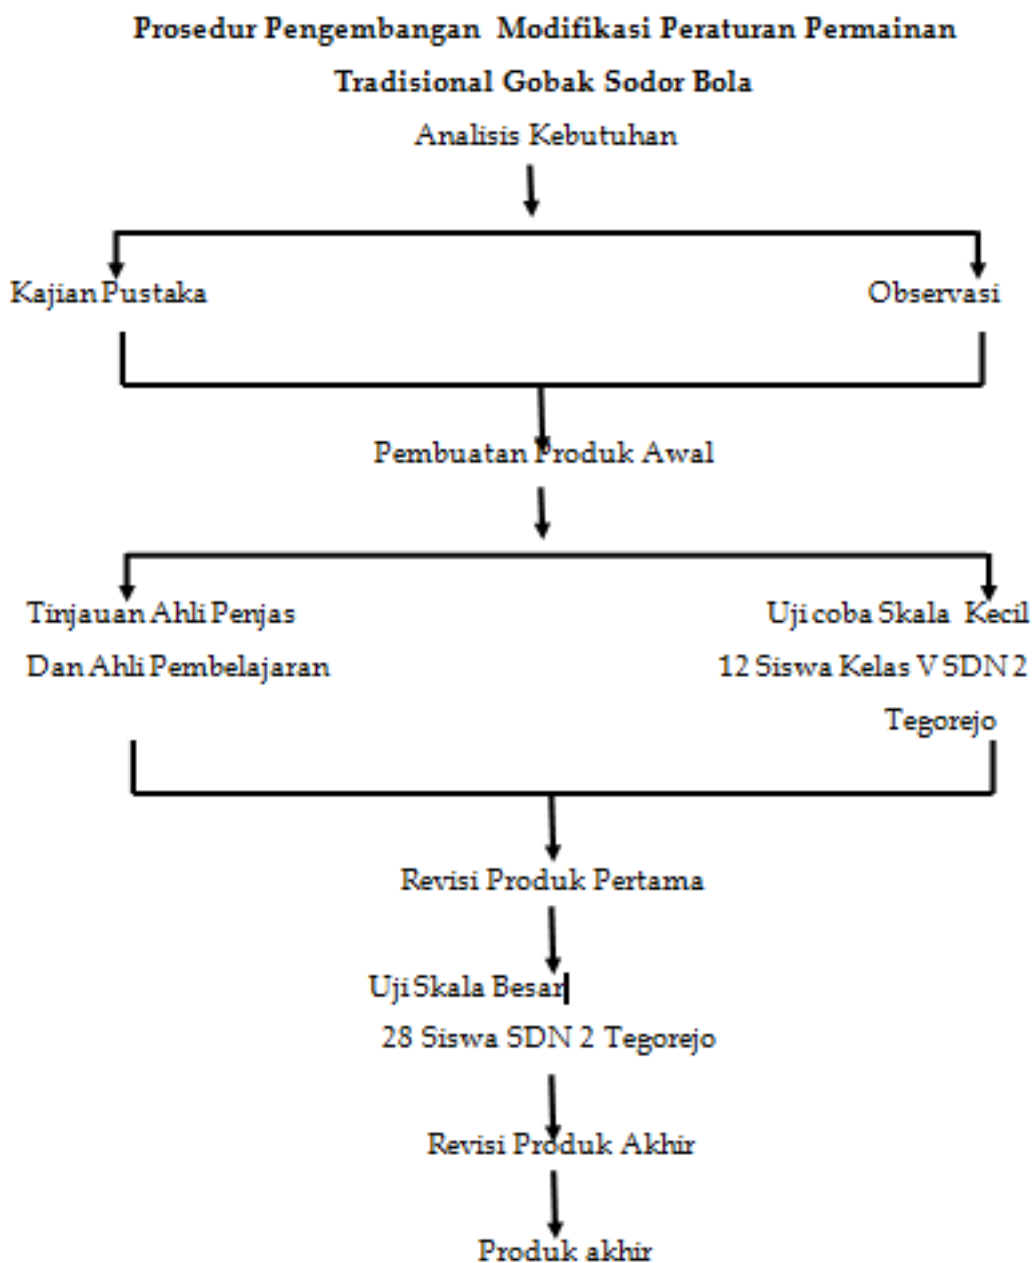 Prosedur Pengembangan Modifikasi Peraturan Permainan
Tradisional Gobak Sodor Bola
Analisis Kebutuhan
Kajian Pustaka
Observasi
Pembuatan Produk Awal
Tinjauan Ahli Penjas
Dan Ahli Pembelajaran
Uji coba Skala Kecil
12 Siswa Kelas V SDN 2
Tegorejo
Revisi Produk Pertama
Uji Skala Besar
28 Siswa SDN 2 Tegorejo
Revisi Produk Akhir
Produk akhir